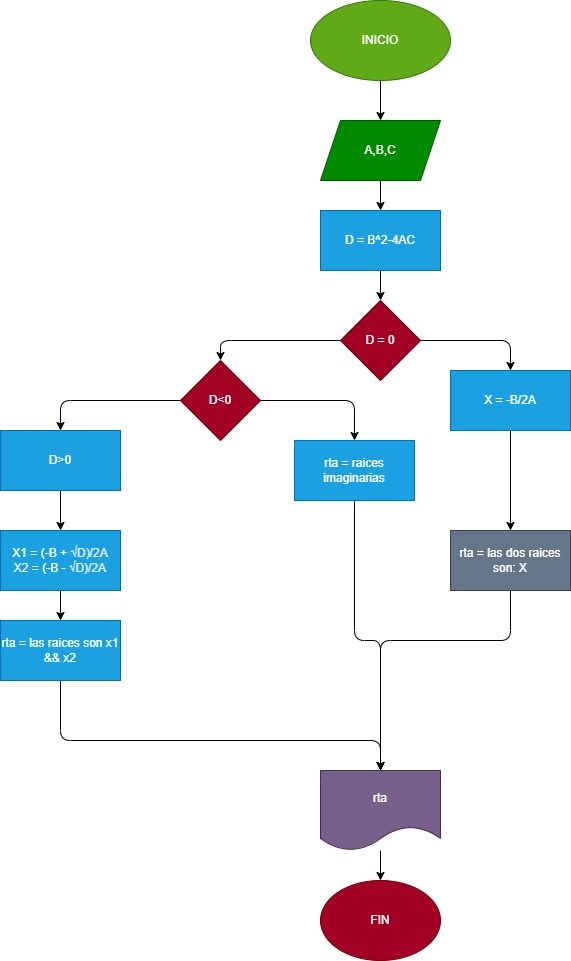 INICIO
A,B,C
D = B^2-4AC
D = 0
D<0
X = -B/2A
D>0
rta = raices
imaginarias
X1 = (-B + √D)/2A
X2 = (-B - √D)/2A
rta = las dos raices
son: X
rta = las raices son x1
&& x2
rta
FIN